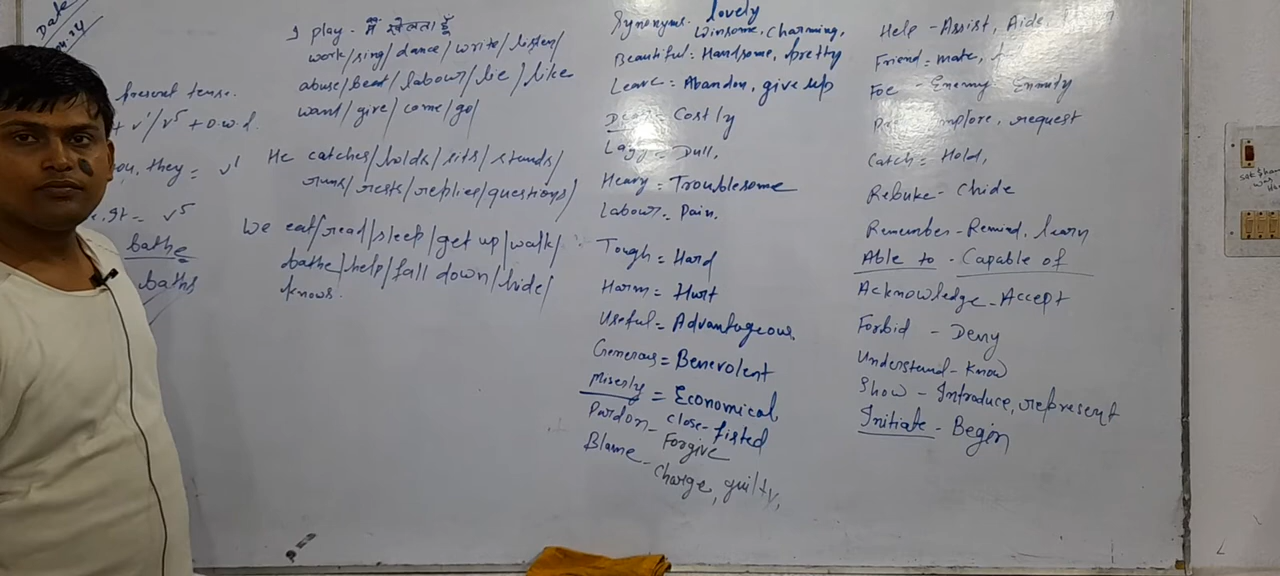 Date
present tense.
+ v¹/v⁵ + o.w.d.
you, they = v¹
It = v⁵
bathe
baths
I play - मैं खेलता हूँ
work/sing/dance/write/listen/
abuse/beat/labour/lie/like
want/give/come/go/
He catches/holds/sits/stands/
runs/rests/replies/questions/
We eat/read/sleep/get up/walk/
bathe/help/fall down/hide/
knows.
Synonyms. lovely
winsome, charming,
Beautiful: Handsome, pretty
Leave: Abandon, give up
Dear = Costly
Lazy = Dull,
Heavy = Troublesome
Labour = Pain.
Tough = Hard
Harm = Hurt
Useful = Advantageous
Generous = Benevolent
Miserly = Economical
close-fisted
Pardon - Forgive
Blame - charge, guilty,
Help - Assist, Aide
Friend = mate,
Foe - Enemy Enmity
request
Catch = Hold,
Rebuke - Chide
Remember - Remind, learn
Able to - Capable of
Acknowledge - Accept
Forbid - Deny
Understand - Know
Show - Introduce, represent
Initiate - Begin